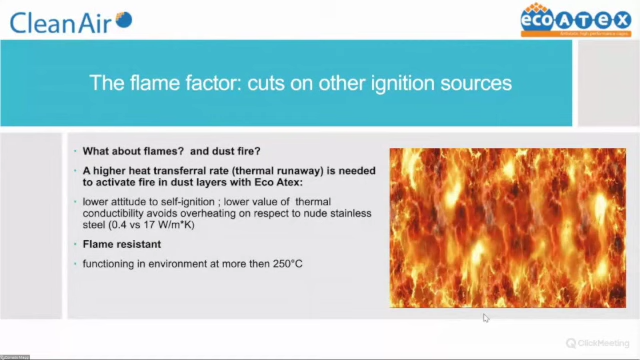 CleanAir
ecoATEX
The flame factor: cuts on other ignition sources
What about flames? and dust fire?
A higher heat transferral rate (thermal runaway) is needed
to activate fire in dust layers with Eco Atex:
lower attitude to self-ignition ; lower value of thermal
conductibility avoids overheating on respect to nude stainless
steel (0.4 vs 17 W/m*K)
Flame resistant
functioning in environment at more then 250°C
ClickMeeting